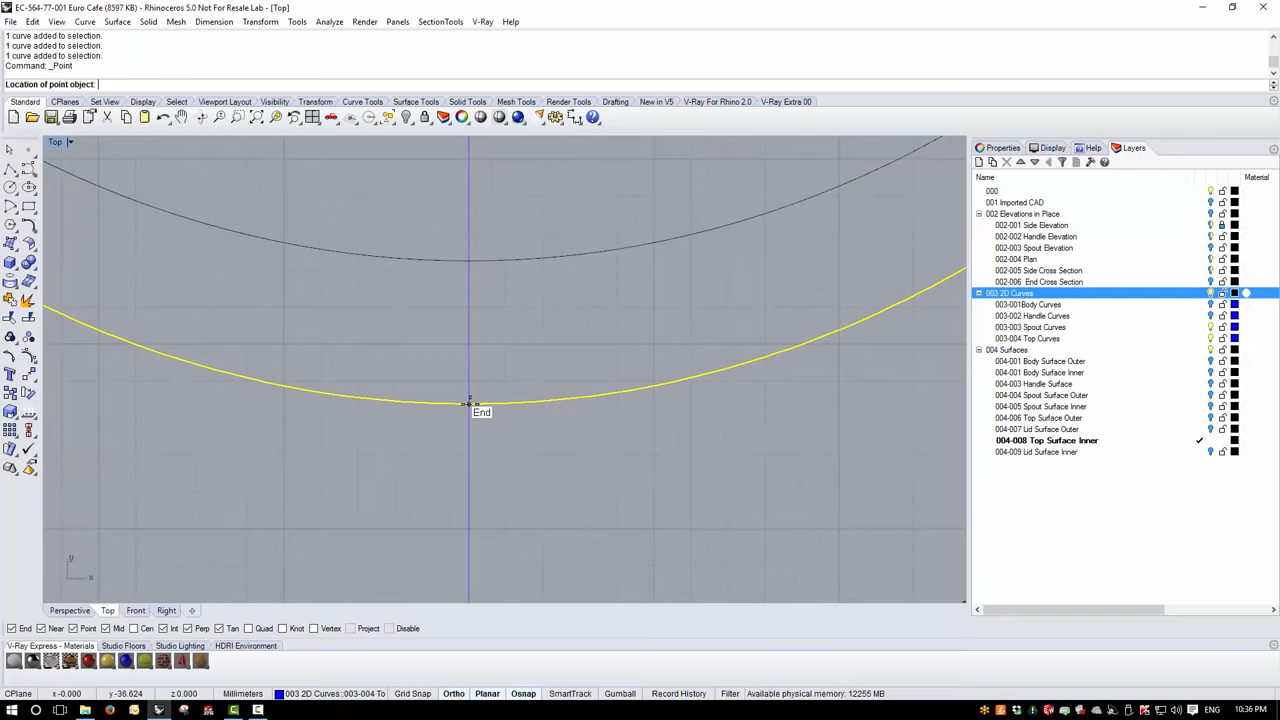 EC-564-77-001 Euro Cafe (8597 KB) - Rhinoceros 5.0 Not For Resale Lab - [Top]
File Edit View Curve Surface Solid Mesh Dimension Transform Tools Analyze Render Panels SectionTools V-Ray Help
1 curve added to selection.
1 curve added to selection.
1 curve added to selection.
Command: _Point
Location of point object:
Standard CPlanes Set View Display Select Viewport Layout Visibility Transform Curve Tools Surface Tools Solid Tools Mesh Tools Render Tools Drafting New in V5 V-Ray For Rhino 2.0 V-Ray Extra 00
Top
Properties Display Help Layers
Name Material
000
001 Imported CAD
002 Elevations in Place
002-001 Side Elevation
002-002 Handle Elevation
002-003 Spout Elevation
002-004 Plan
002-005 Side Cross Section
002-006 End Cross Section
003 2D Curves
003-001Body Curves
003-002 Handle Curves
003-003 Spout Curves
003-004 Top Curves
004 Surfaces
004-001 Body Surface Outer
004-001 Body Surface Inner
004-003 Handle Surface
004-004 Spout Surface Outer
004-005 Spout Surface Inner
004-006 Top Surface Outer
004-007 Lid Surface Outer
004-008 Top Surface Inner
004-009 Lid Surface Inner
End
y
x
Perspective Top Front Right
End Near Point Mid Cen Int Perp Tan Quad Knot Vertex Project Disable
V-Ray Express - Materials Studio Floors Studio Lighting HDRI Environment
CPlane x -0.000 y -36.624 z 0.000 Millimeters 003 2D Curves::003-004 To Grid Snap Ortho Planar Osnap SmartTrack Gumball Record History Filter Available physical memory: 12255 MB
ENG 10:36 PM